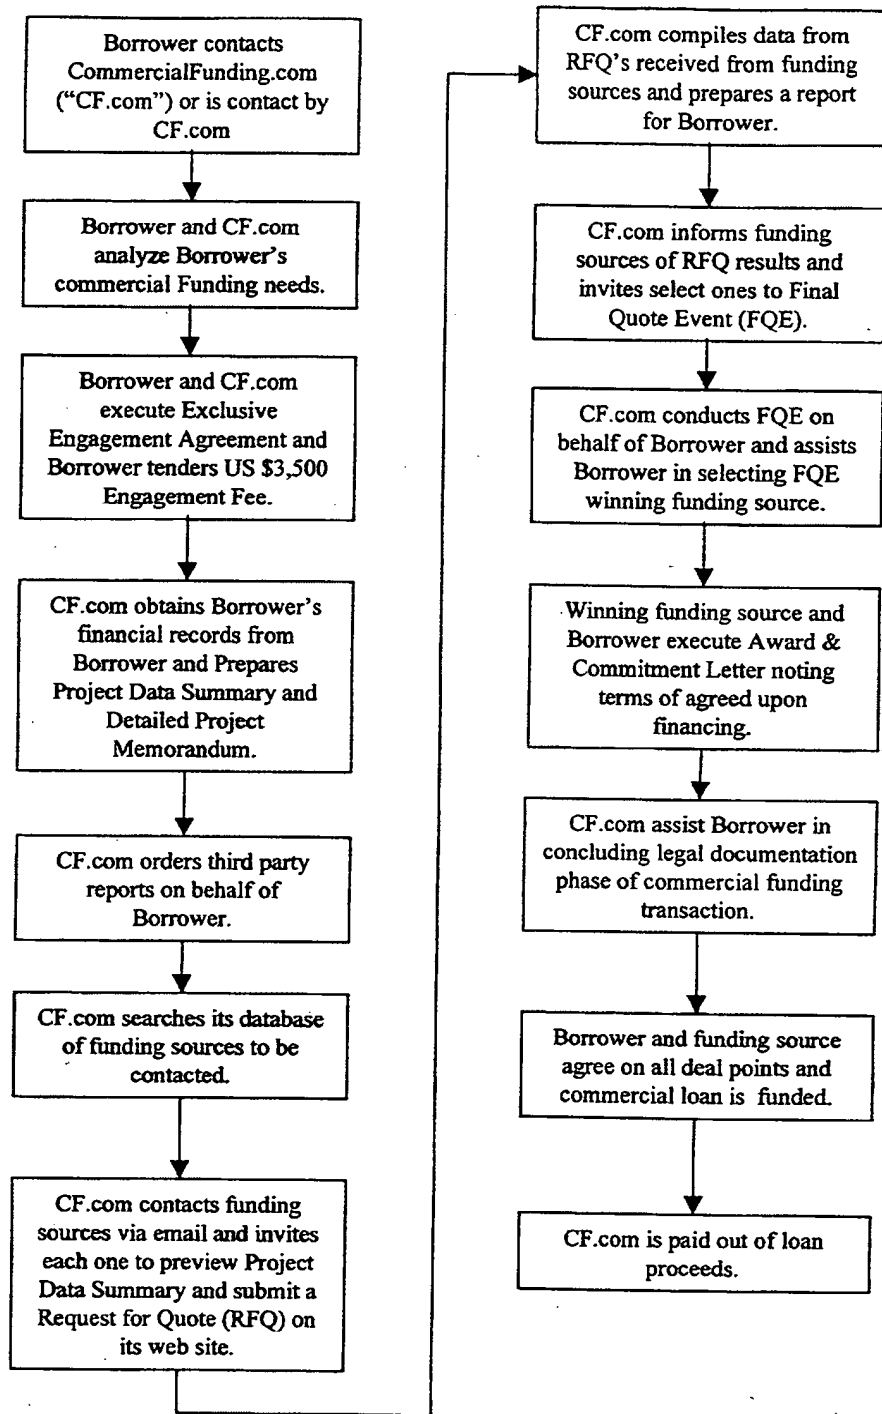 Borrower contacts
CommercialFunding.com
("CF.com") or is contact by
CF.com
Borrower and CF.com
analyze Borrower's
commercial Funding needs.
Borrower and CF.com
execute Exclusive
Engagement Agreement and
Borrower tenders US $3,500
Engagement Fee.
CF.com obtains Borrower's
financial records from
Borrower and Prepares
Project Data Summary and
Detailed Project
Memorandum.
CF.com orders third party
reports on behalf of
Borrower.
CF.com searches its database
of funding sources to be
contacted.
CF.com contacts funding
sources via email and invites
each one to preview Project
Data Summary and submit a
Request for Quote (RFQ) on
its web site.
CF.com compiles data from
RFQ's received from funding
sources and prepares a report
for Borrower.
CF.com informs funding
sources of RFQ results and
invites select ones to Final
Quote Event (FQE).
CF.com conducts FQE on
behalf of Borrower and assists
Borrower in selecting FQE
winning funding source.
Winning funding source and
Borrower execute Award &
Commitment Letter noting
terms of agreed upon
financing.
CF.com assist Borrower in
concluding legal documentation
phase of commercial funding
transaction.
Borrower and funding source
agree on all deal points and
commercial loan is funded.
CF.com is paid out of loan
proceeds.